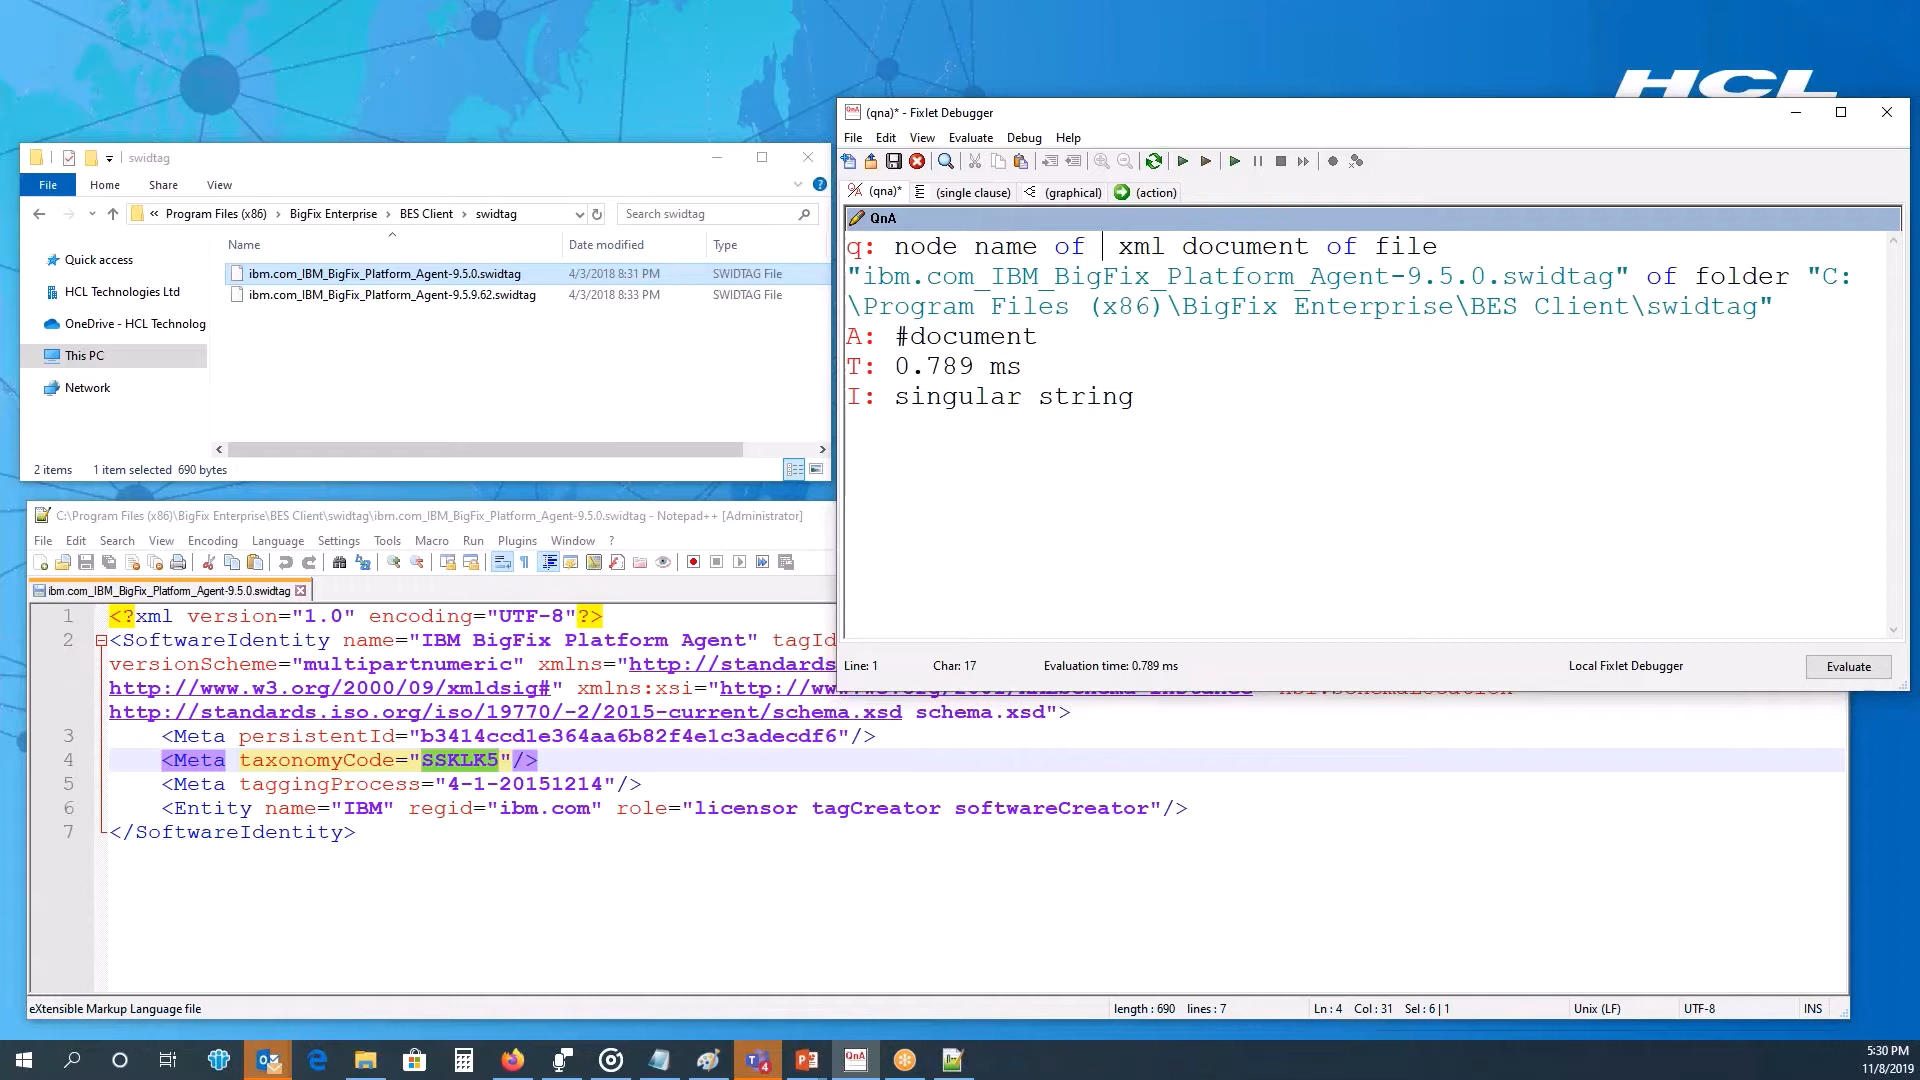 HCL
swidtag
File Home Share View
« Program Files (x86) › BigFix Enterprise › BES Client › swidtag
Search swidtag
Name Date modified Type
Quick access
HCL Technologies Ltd
OneDrive - HCL Technolog
This PC
Network
ibm.com_IBM_BigFix_Platform_Agent-9.5.0.swidtag 4/3/2018 8:31 PM SWIDTAG File
ibm.com_IBM_BigFix_Platform_Agent-9.5.9.62.swidtag 4/3/2018 8:33 PM SWIDTAG File
2 items 1 item selected 690 bytes
QnA (qna)* - Fixlet Debugger
File Edit View Evaluate Debug Help
(qna)* (single clause) (graphical) (action)
QnA
q: node name of xml document of file
"ibm.com_IBM_BigFix_Platform_Agent-9.5.0.swidtag" of folder "C:
\Program Files (x86)\BigFix Enterprise\BES Client\swidtag"
A: #document
T: 0.789 ms
I: singular string
Line: 1 Char: 17 Evaluation time: 0.789 ms Local Fixlet Debugger Evaluate
C:\Program Files (x86)\BigFix Enterprise\BES Client\swidtag\ibm.com_IBM_BigFix_Platform_Agent-9.5.0.swidtag - Notepad++ [Administrator]
File Edit Search View Encoding Language Settings Tools Macro Run Plugins Window ?
ibm.com_IBM_BigFix_Platform_Agent-9.5.0.swidtag
1 <?xml version="1.0" encoding="UTF-8"?>
2 <SoftwareIdentity name="IBM BigFix Platform Agent" tagId
versionScheme="multipartnumeric" xmlns="http://standards
http://www.w3.org/2000/09/xmldsig#" xmlns:xsi="http://www
http://standards.iso.org/iso/19770/-2/2015-current/schema.xsd schema.xsd">
3 <Meta persistentId="b3414ccd1e364aa6b82f4e1c3adecdf6"/>
4 <Meta taxonomyCode="SSKLK5"/>
5 <Meta taggingProcess="4-1-20151214"/>
6 <Entity name="IBM" regid="ibm.com" role="licensor tagCreator softwareCreator"/>
7 </SoftwareIdentity>
eXtensible Markup Language file length : 690 lines : 7 Ln : 4 Col : 31 Sel : 6 | 1 Unix (LF) UTF-8 INS
4
QnA
5:30 PM
11/8/2019